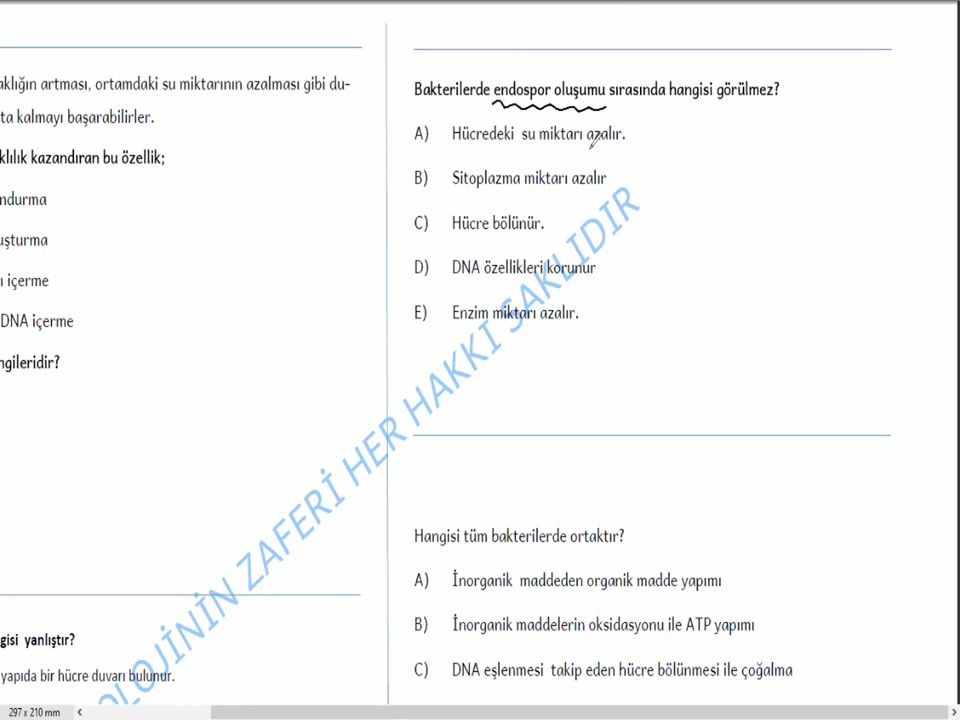 aklığın artması, ortamdaki su miktarının azalması gibi du-
ta kalmayı başarabilirler.
klılık kazandıran bu özellik;
ndurma
uşturma
ı içerme
DNA içerme
ngileridir?
gisi yanlıştır?
yapıda bir hücre duvarı bulunur.
Bakterilerde endospor oluşumu sırasında hangisi görülmez?
A) Hücredeki su miktarı azalır.
B) Sitoplazma miktarı azalır
C) Hücre bölünür.
D) DNA özellikleri korunur
E) Enzim miktarı azalır.
Hangisi tüm bakterilerde ortaktır?
A) İnorganik maddeden organik madde yapımı
B) İnorganik maddelerin oksidasyonu ile ATP yapımı
C) DNA eşlenmesi takip eden hücre bölünmesi ile çoğalma
OLOJİNİN ZAFERİ HER HAKKI SAKLIDIR
297 x 210 mm